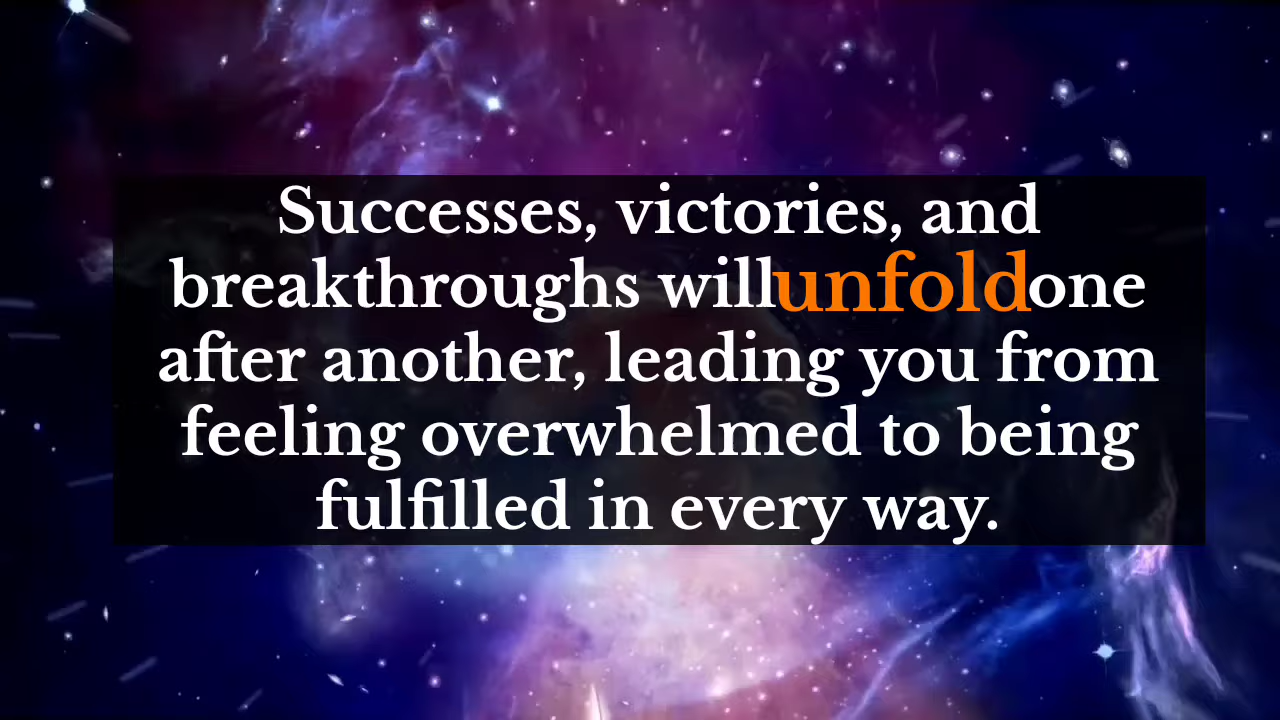 Successes, victories, and
breakthroughs will unfold one
after another, leading you from
feeling overwhelmed to being
fulfilled in every way.